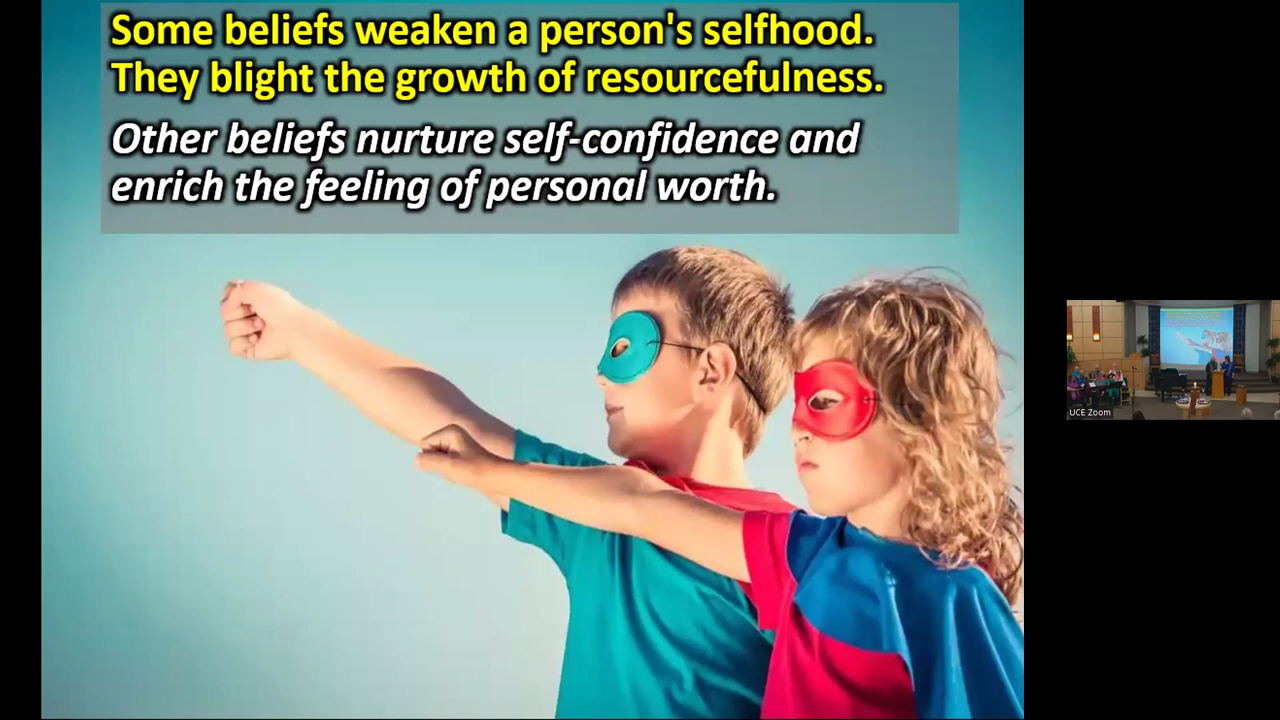 Some beliefs weaken a person's selfhood.
They blight the growth of resourcefulness.
Other beliefs nurture self-confidence and
enrich the feeling of personal worth.
UCE Zoom